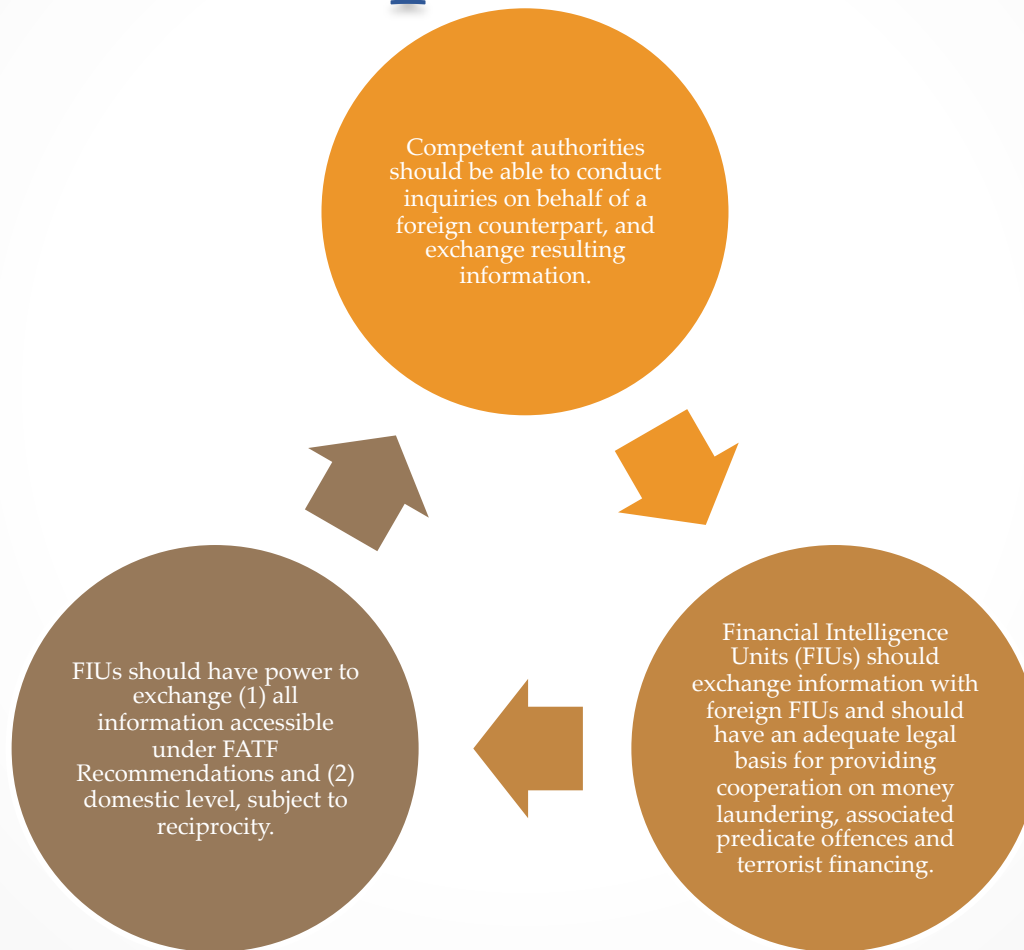 Competent authorities
should be able to conduct
inquiries on behalf of a
foreign counterpart, and
exchange resulting
information.
Financial Intelligence
Units (FIUs) should
exchange information with
foreign FIUs and should
have an adequate legal
basis for providing
cooperation on money
laundering, associated
predicate offences and
terrorist financing.
FIUs should have power to
exchange (1) all
information accessible
under FATF
Recommendations and (2)
domestic level, subject to
reciprocity.